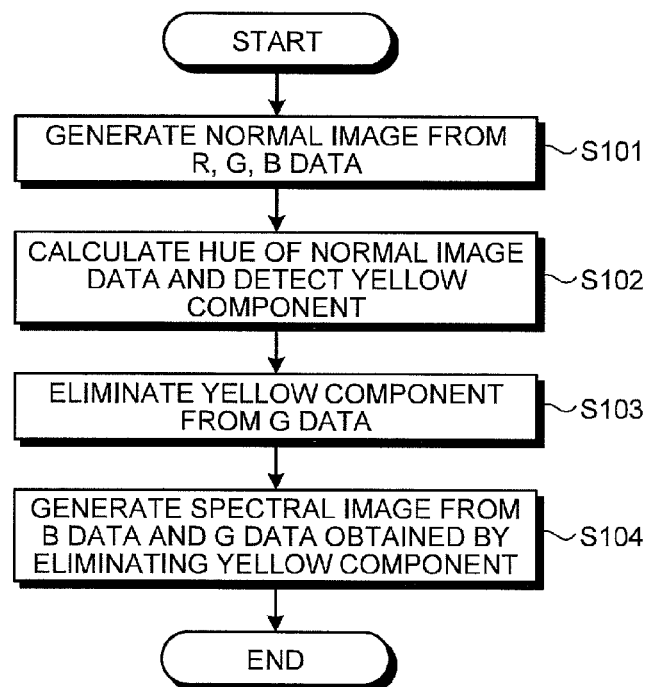 START
GENERATE NORMAL IMAGE FROM
R, G, B DATA
S101
CALCULATE HUE OF NORMAL IMAGE
DATA AND DETECT YELLOW
COMPONENT
S102
ELIMINATE YELLOW COMPONENT
FROM G DATA
S103
GENERATE SPECTRAL IMAGE FROM
B DATA AND G DATA OBTAINED BY
ELIMINATING YELLOW COMPONENT
S104
END